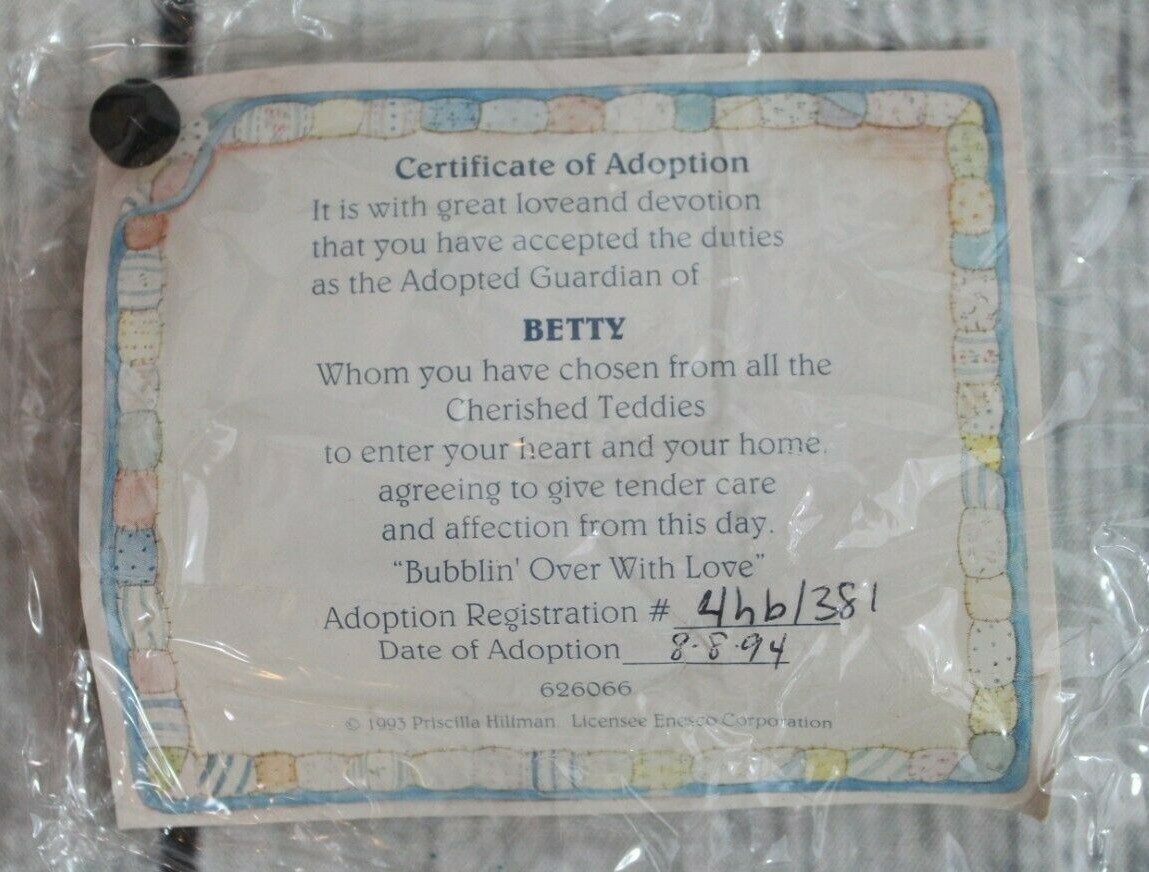 Certificate of Adoption
It is with great loveand devotion
that you have accepted the duties
as the Adopted Guardian of
BETTY
Whom you have chosen from all the
Cherished Teddies
to enter your heart and your home.
agreeing to give tender care
and affection from this day.
“Bubblin' Over With Love”
Adoption Registration # 4hb/381
Date of Adoption 8-8-94
626066
© 1993 Priscilla Hillman Licensee Enesco Corporation